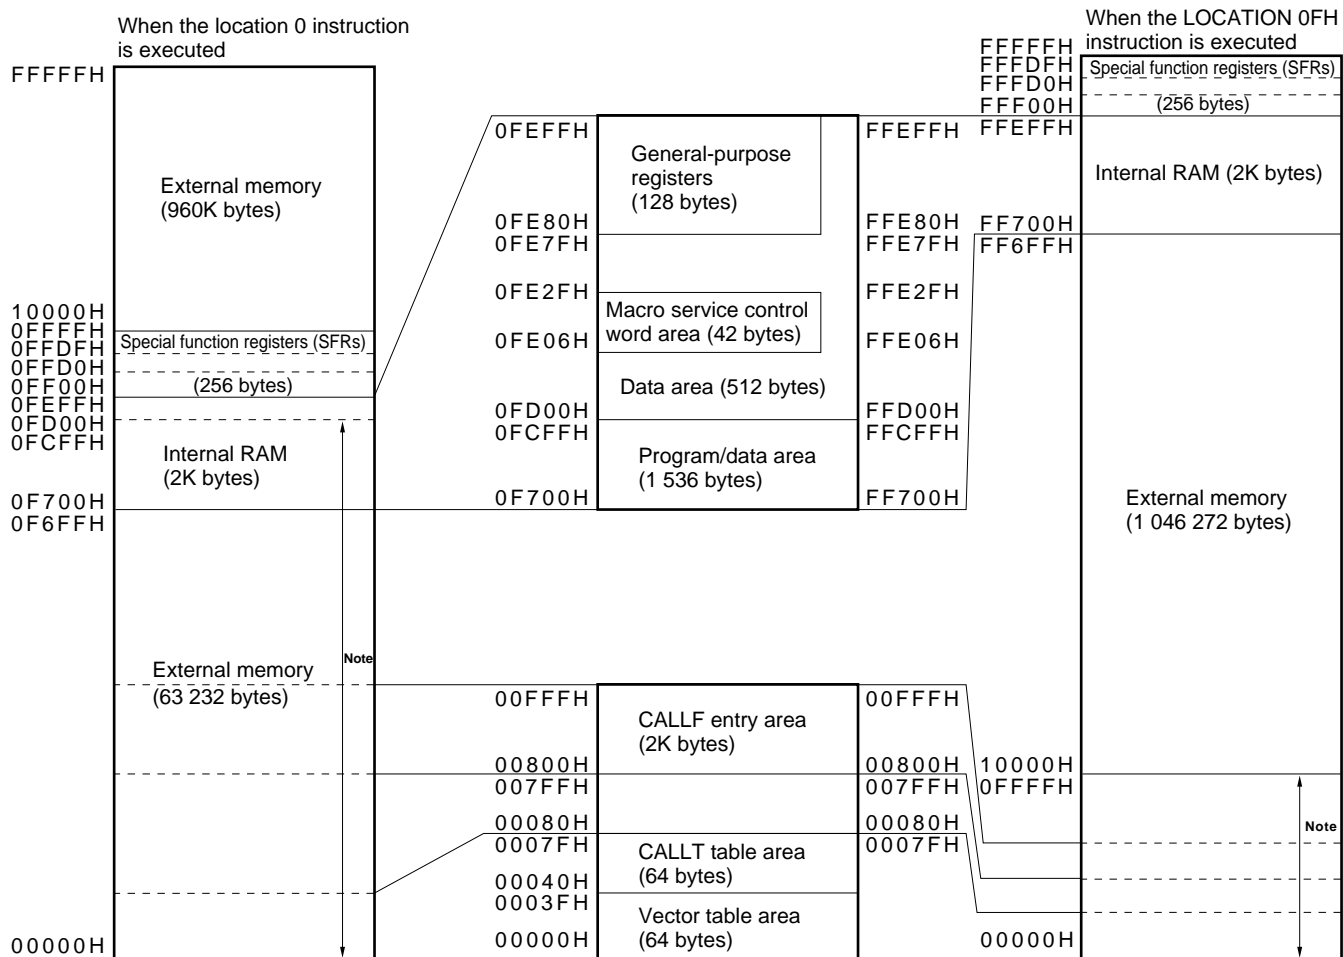 When the location 0 instruction
is executed
FFFFFH
External memory
(960K bytes)
10000H
0FFFFH
Special function registers (SFRs)
0FFDFH
0FFD0H
0FF00H
(256 bytes)
0FEFFH
0FD00H
0FCFFH
Internal RAM
(2K bytes)
0F700H
0F6FFH
External memory
(63 232 bytes)
Note
00000H
0FEFFH
General-purpose
registers
(128 bytes)
0FE80H
0FE7FH
0FE2FH
Macro service control
word area (42 bytes)
0FE06H
Data area (512 bytes)
0FD00H
0FCFFH
Program/data area
(1 536 bytes)
0F700H
FFEFFH
FFE80H
FFE7FH
FFE2FH
FFE06H
FFD00H
FFCFFH
FF700H
00FFFH
CALLF entry area
(2K bytes)
00800H
007FFH
00080H
0007FH
CALLT table area
(64 bytes)
00040H
0003FH
Vector table area
(64 bytes)
00000H
00FFFH
00800H
007FFH
00080H
0007FH
When the LOCATION 0FH
instruction is executed
FFFFFH
FFFDFH
Special function registers (SFRs)
FFFD0H
FFF00H
(256 bytes)
FFEFFH
Internal RAM (2K bytes)
FF700H
FF6FFH
External memory
(1 046 272 bytes)
10000H
0FFFFH
Note
00000H